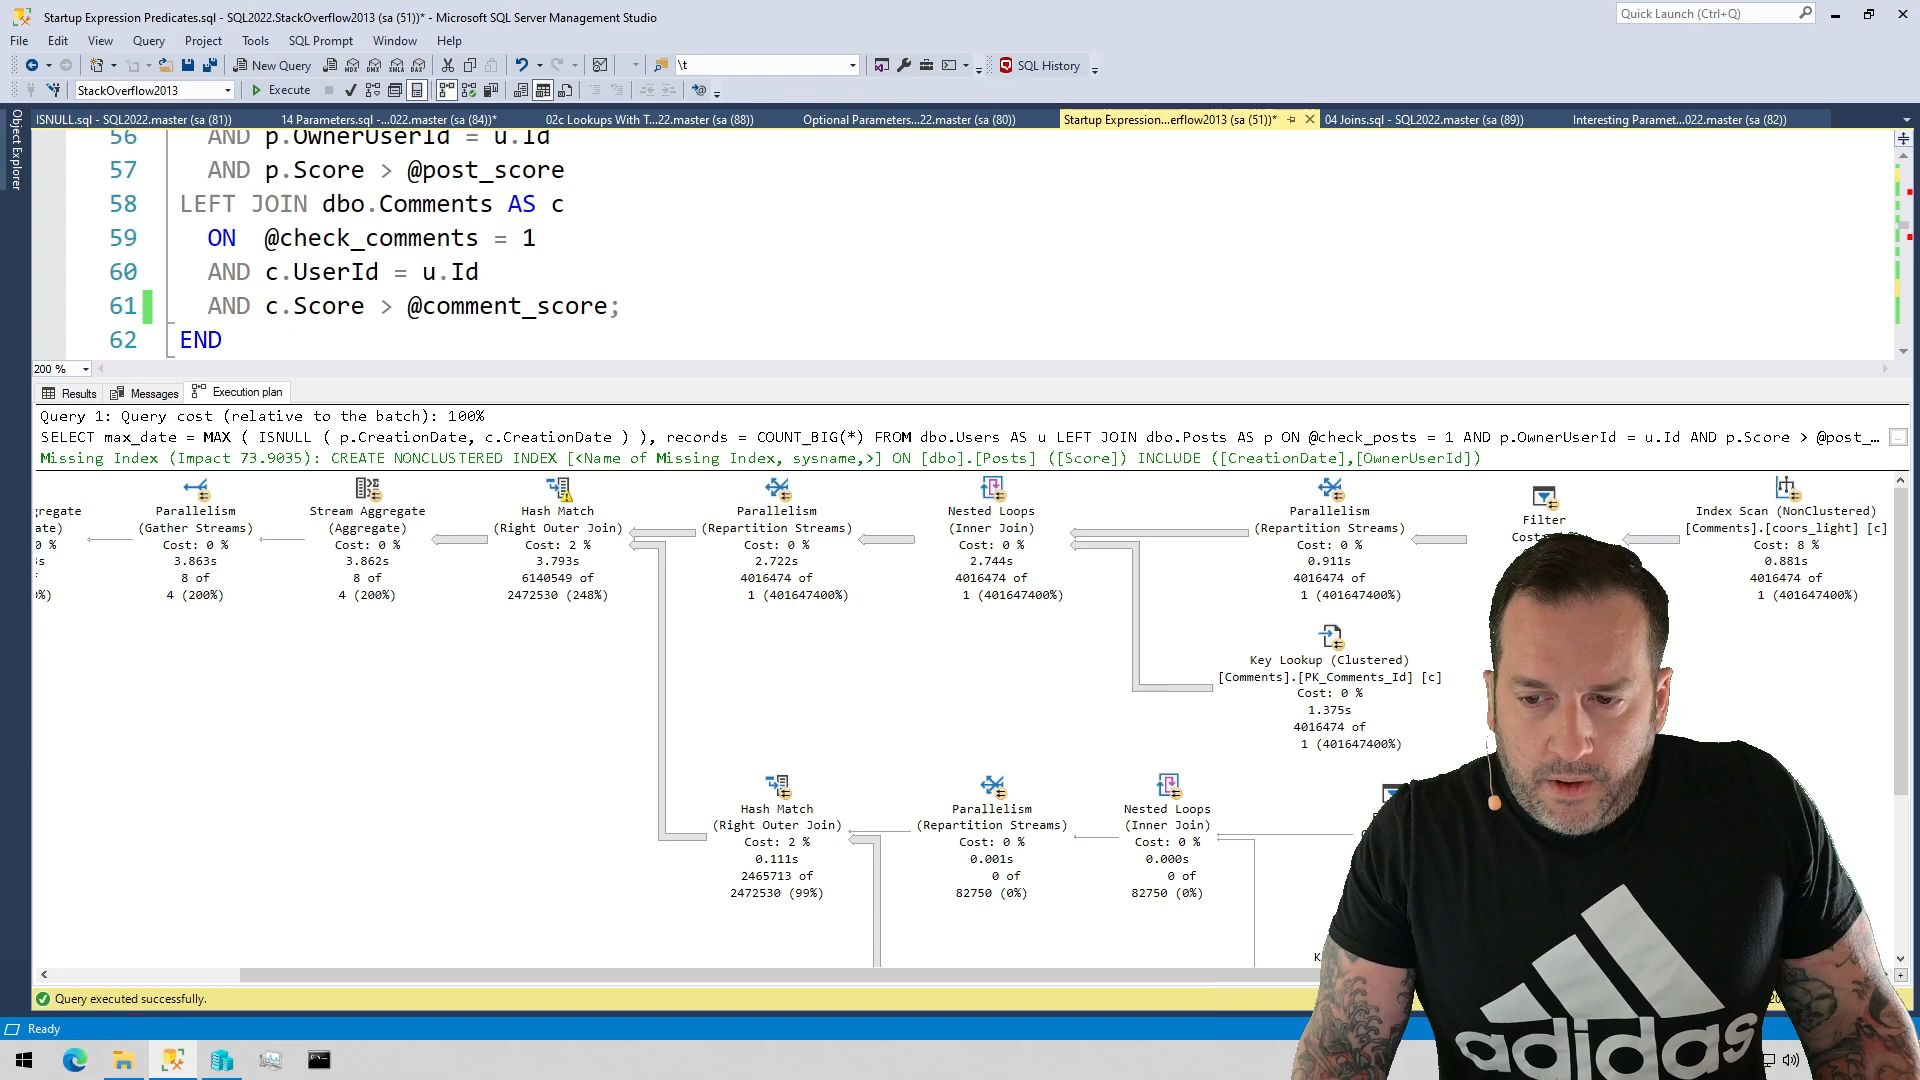 Startup Expression Predicates.sql - SQL2022.StackOverflow2013 (sa (51))* - Microsoft SQL Server Management Studio
Quick Launch (Ctrl+Q)
File Edit View Query Project Tools SQL Prompt Window Help
New Query
MDX DMX XMLA DAX
\t
SQL History
StackOverflow2013
Execute
Object Explorer
ISNULL.sql - SQL2022.master (sa (81))
14 Parameters.sql -...022.master (sa (84))*
02c Lookups With T...22.master (sa (88))
Optional Parameters...22.master (sa (80))
Startup Expression...erflow2013 (sa (51))*
04 Joins.sql - SQL2022.master (sa (89))
Interesting Paramet...022.master (sa (82))
56 AND p.OwnerUserId = u.Id
57 AND p.Score > @post_score
58 LEFT JOIN dbo.Comments AS c
59 ON @check_comments = 1
60 AND c.UserId = u.Id
61 AND c.Score > @comment_score;
62 END
200 %
Results Messages Execution plan
Query 1: Query cost (relative to the batch): 100%
SELECT max_date = MAX ( ISNULL ( p.CreationDate, c.CreationDate ) ), records = COUNT_BIG(*) FROM dbo.Users AS u LEFT JOIN dbo.Posts AS p ON @check_posts = 1 AND p.OwnerUserId = u.Id AND p.Score > @post_...
Missing Index (Impact 73.9035): CREATE NONCLUSTERED INDEX [<Name of Missing Index, sysname,>] ON [dbo].[Posts] ([Score]) INCLUDE ([CreationDate],[OwnerUserId])
gregate
ate)
0 %
s
f
%)
Parallelism
(Gather Streams)
Cost: 0 %
3.863s
8 of
4 (200%)
Stream Aggregate
(Aggregate)
Cost: 0 %
3.862s
8 of
4 (200%)
Hash Match
(Right Outer Join)
Cost: 2 %
3.793s
6140549 of
2472530 (248%)
Parallelism
(Repartition Streams)
Cost: 0 %
2.722s
4016474 of
1 (401647400%)
Nested Loops
(Inner Join)
Cost: 0 %
2.744s
4016474 of
1 (401647400%)
Parallelism
(Repartition Streams)
Cost: 0 %
0.911s
4016474 of
1 (401647400%)
Filter
Cost:
Index Scan (NonClustered)
[Comments].[coors_light] [c]
Cost: 8 %
0.881s
4016474 of
1 (401647400%)
Key Lookup (Clustered)
[Comments].[PK_Comments_Id] [c]
Cost: 0 %
1.375s
4016474 of
1 (401647400%)
Hash Match
(Right Outer Join)
Cost: 2 %
0.111s
2465713 of
2472530 (99%)
Parallelism
(Repartition Streams)
Cost: 0 %
0.001s
0 of
82750 (0%)
Nested Loops
(Inner Join)
Cost: 0 %
0.000s
0 of
82750 (0%)
K
Query executed successfully.
Ready
adidas